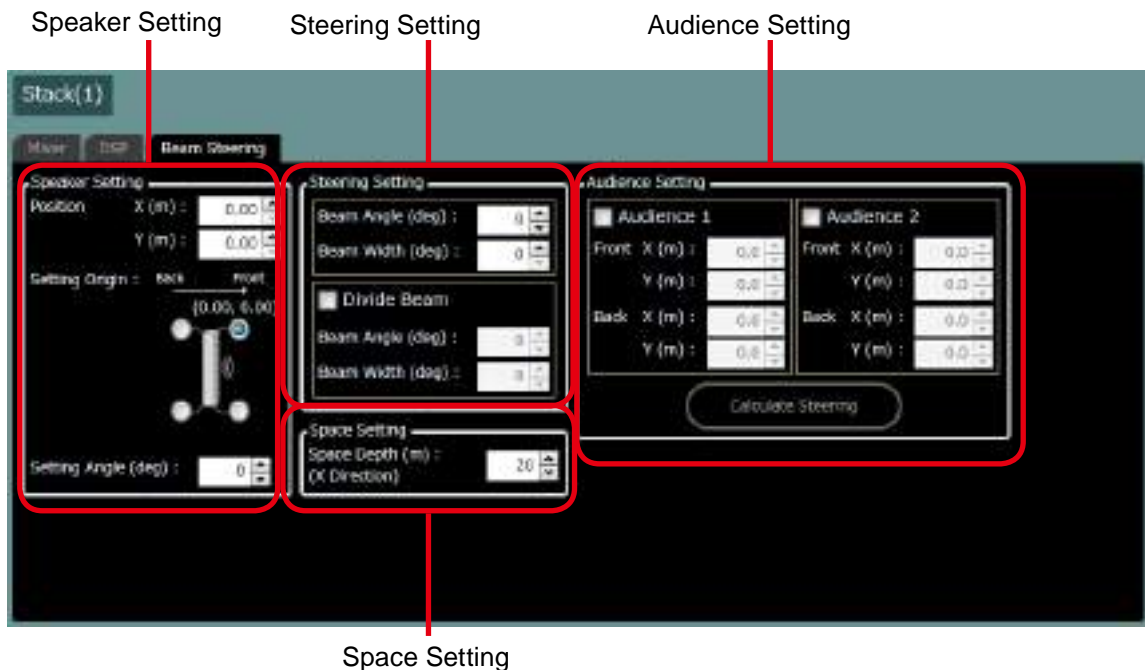 Speaker Setting
Steering Setting
Audience Setting
Stack(1)
Mixer
DSP
Beam Steering
Speaker Setting
Position X (m) : 0.00
Y (m) : 0.00
Setting Origin : Back Front
(0.00, 0.00)
Setting Angle (deg) : 0
Steering Setting
Beam Angle (deg) : 0
Beam Width (deg) : 0
Divide Beam
Beam Angle (deg) : 0
Beam Width (deg) : 0
Space Setting
Space Depth (m) : 20
(X Direction)
Audience Setting
Audience 1
Front X (m) : 0.0
Y (m) : 0.0
Back X (m) : 0.0
Y (m) : 0.0
Audience 2
Front X (m) : 0.0
Y (m) : 0.0
Back X (m) : 0.0
Y (m) : 0.0
Calculate Steering
Space Setting